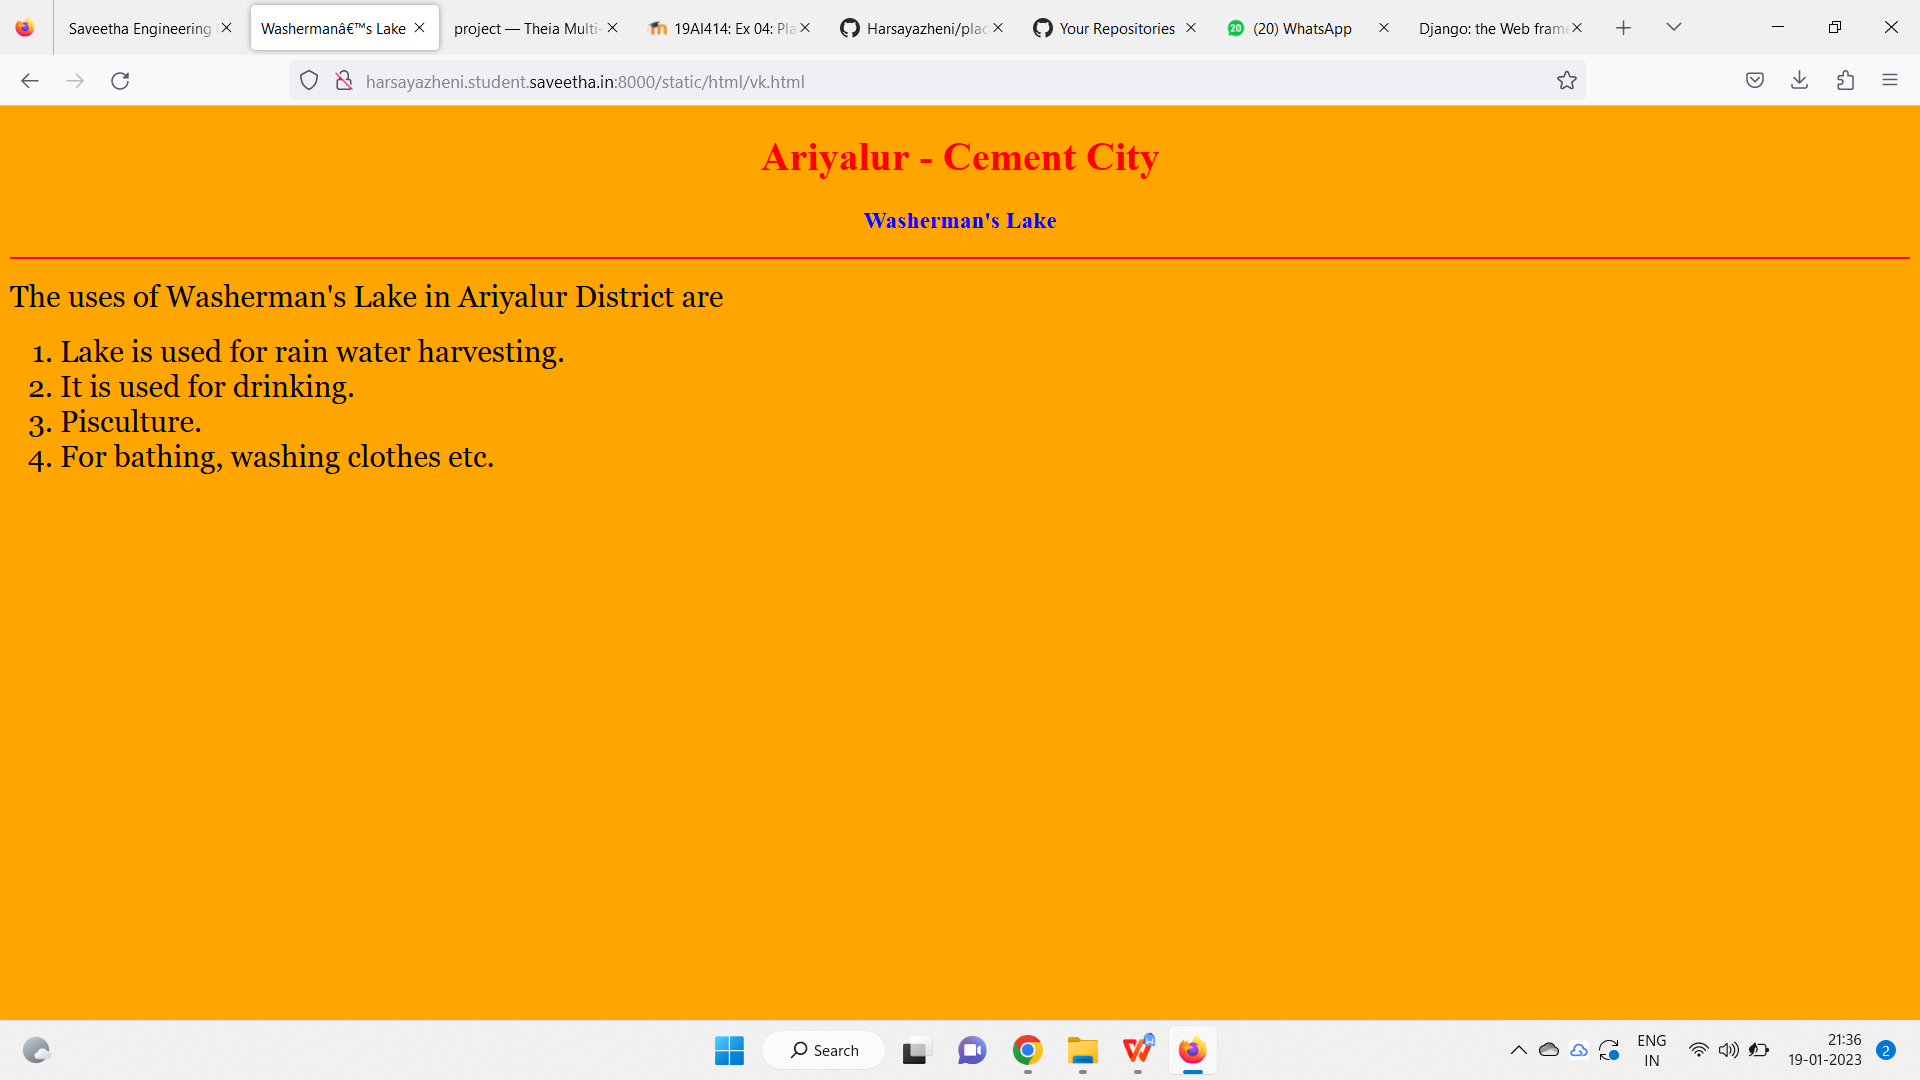 Saveetha Engineering
Washermanâ€™s Lake
project — Theia Multi-
19AI414: Ex 04: Pla
Harsayazheni/plac
Your Repositories
20
(20) WhatsApp
Django: the Web frame
harsayazheni.student.saveetha.in:8000/static/html/vk.html
Ariyalur - Cement City
Washerman's Lake
The uses of Washerman's Lake in Ariyalur District are
1. Lake is used for rain water harvesting.
2. It is used for drinking.
3. Pisculture.
4. For bathing, washing clothes etc.
Search
ENG
IN
21:36
19-01-2023
2